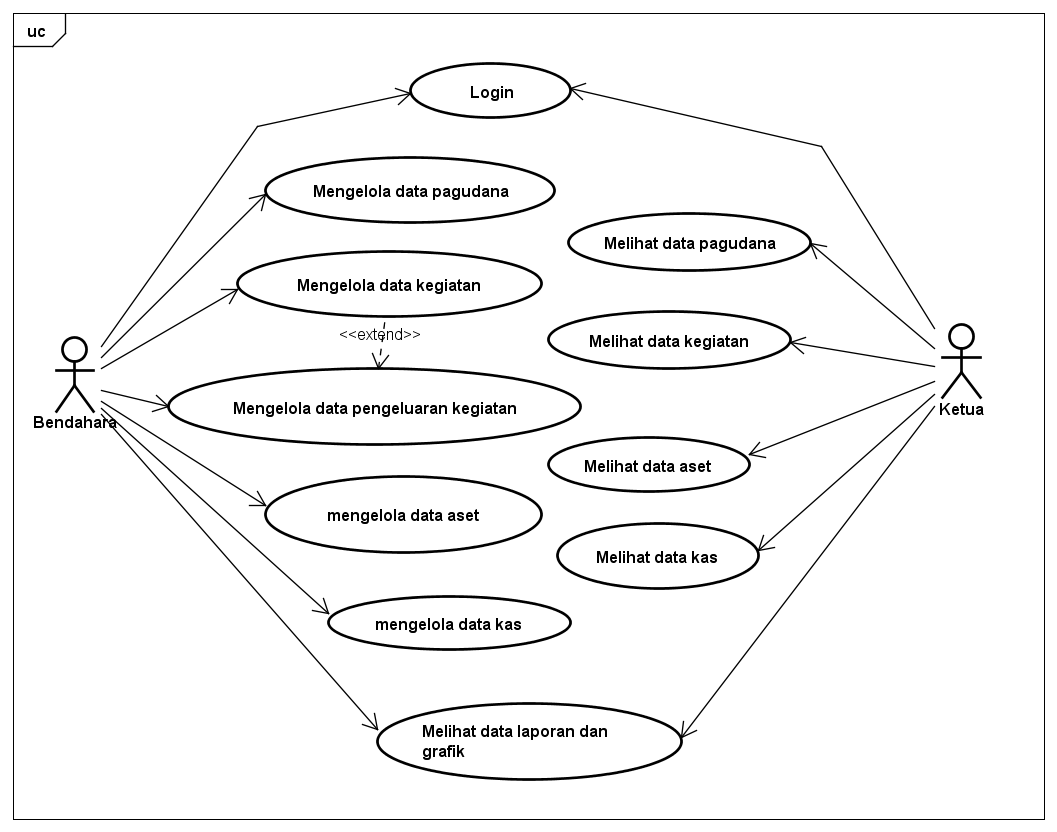 uc
Login
Mengelola data pagudana
Melihat data pagudana
Mengelola data kegiatan
<<extend>>
Melihat data kegiatan
Mengelola data pengeluaran kegiatan
Bendahara
Ketua
Melihat data aset
mengelola data aset
Melihat data kas
mengelola data kas
Melihat data laporan dan
grafik